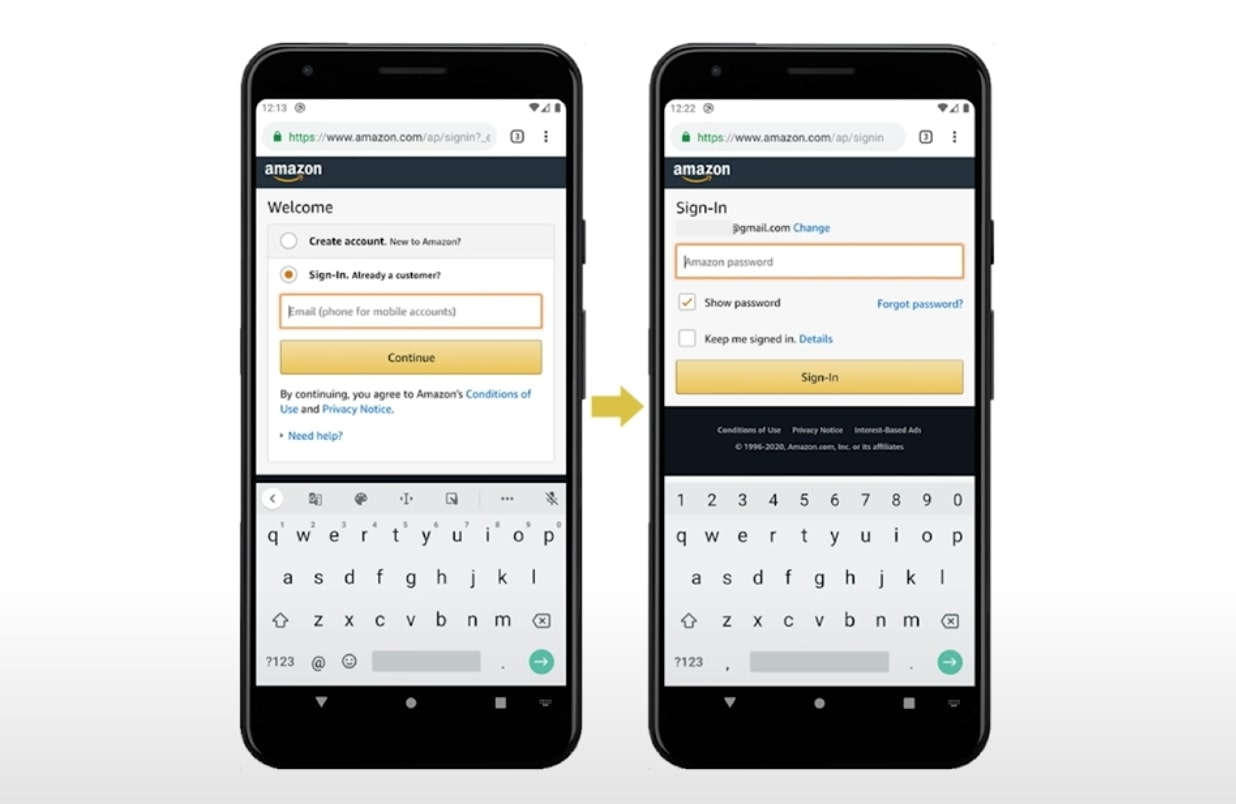 12:13
https://www.amazon.com/ap/signin?_e
3
amazon
Welcome
Create account. New to Amazon?
Sign-In. Already a customer?
Email (phone for mobile accounts)
Continue
By continuing, you agree to Amazon's Conditions of
Use and Privacy Notice.
Need help?
1 2 3 4 5 6 7 8 9 0
q w e r t y u i o p
a s d f g h j k l
z x c v b n m
?123 @ .
12:22
https://www.amazon.com/ap/signin
3
amazon
Sign-In
@gmail.com Change
Amazon password
Show password Forgot password?
Keep me signed in. Details
Sign-In
Conditions of Use Privacy Notice Interest-Based Ads
© 1996-2020, Amazon.com, Inc. or its affiliates
1 2 3 4 5 6 7 8 9 0
q w e r t y u i o p
a s d f g h j k l
z x c v b n m
?123 , .